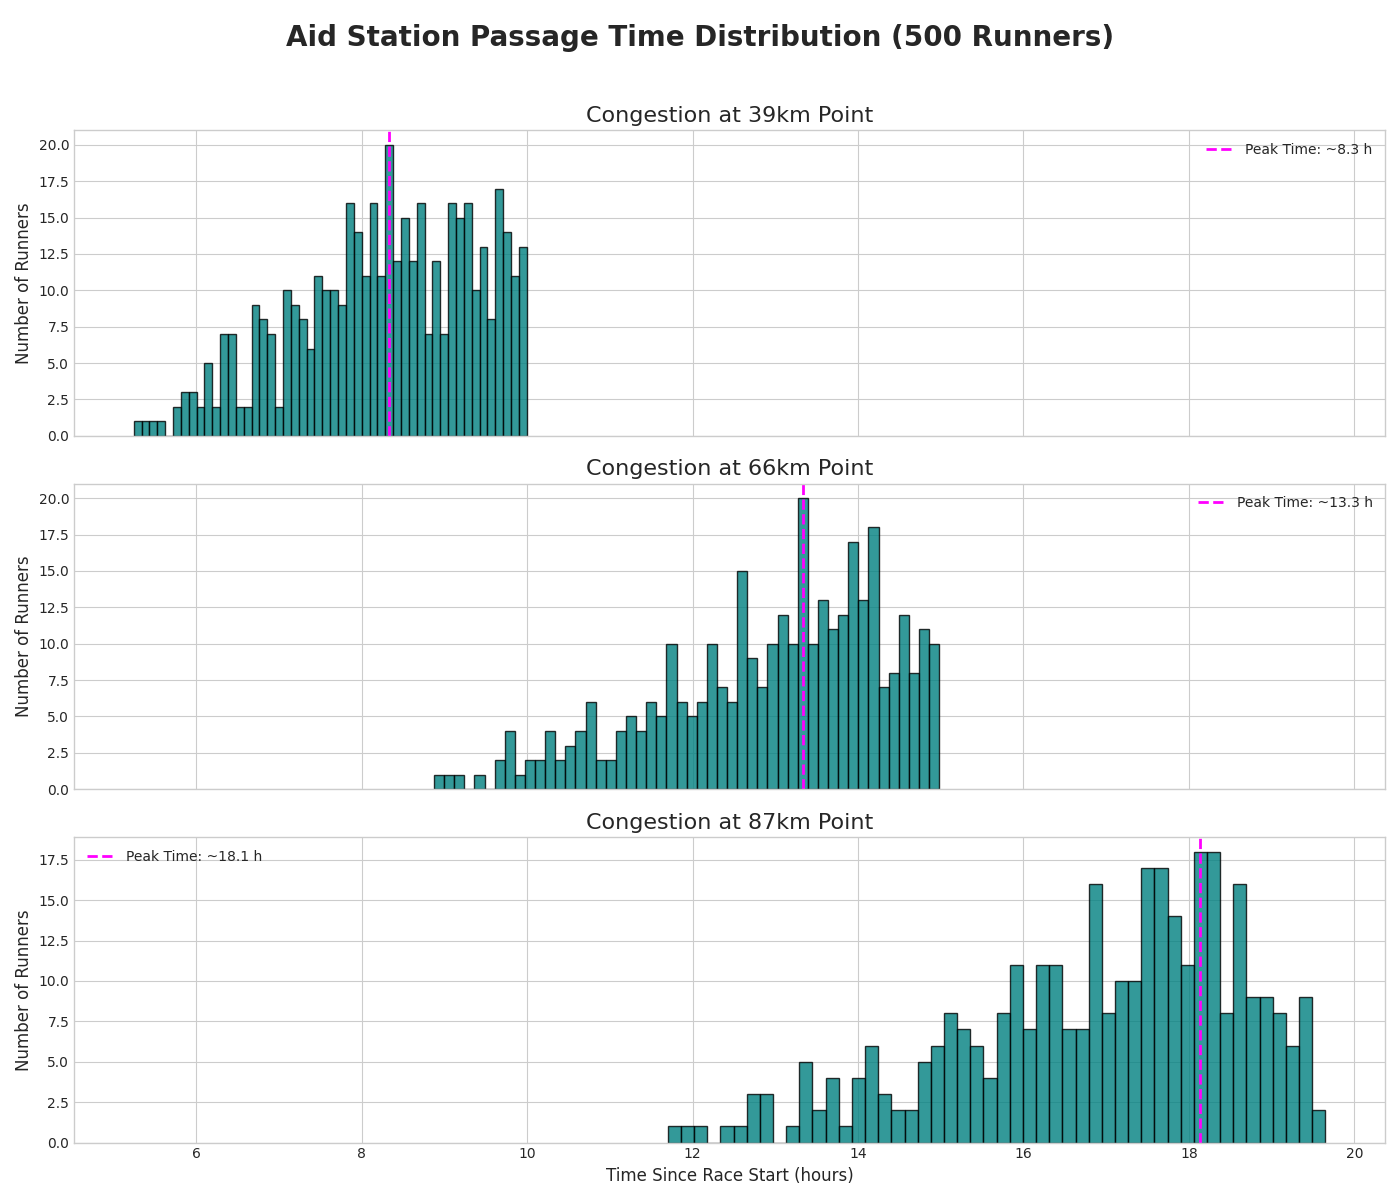 Aid Station Passage Time Distribution (500 Runners)
Congestion at 39km Point
Number of Runners
20.0
17.5
15.0
12.5
10.0
7.5
5.0
2.5
0.0
Peak Time: ~8.3 h
Congestion at 66km Point
Number of Runners
20.0
17.5
15.0
12.5
10.0
7.5
5.0
2.5
0.0
Peak Time: ~13.3 h
Congestion at 87km Point
Number of Runners
17.5
15.0
12.5
10.0
7.5
5.0
2.5
0.0
Peak Time: ~18.1 h
6 8 10 12 14 16 18 20
Time Since Race Start (hours)